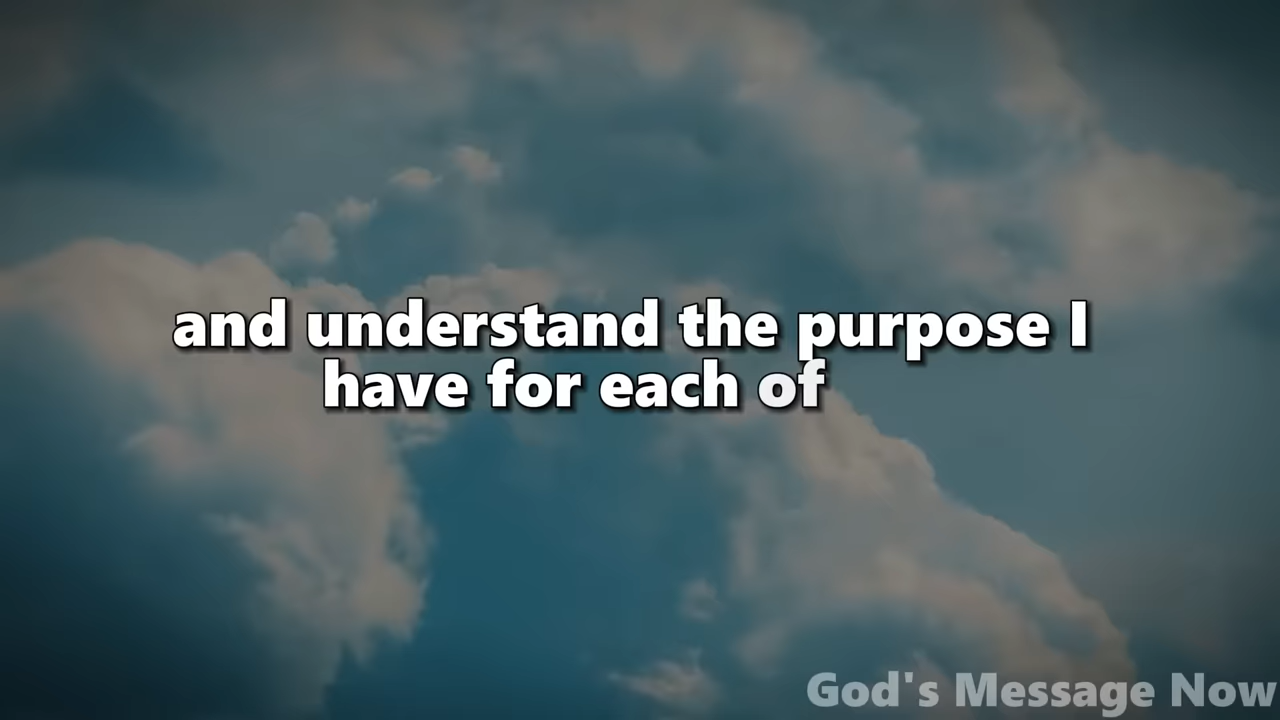 and understand the purpose I
have for each of
God's Message Now